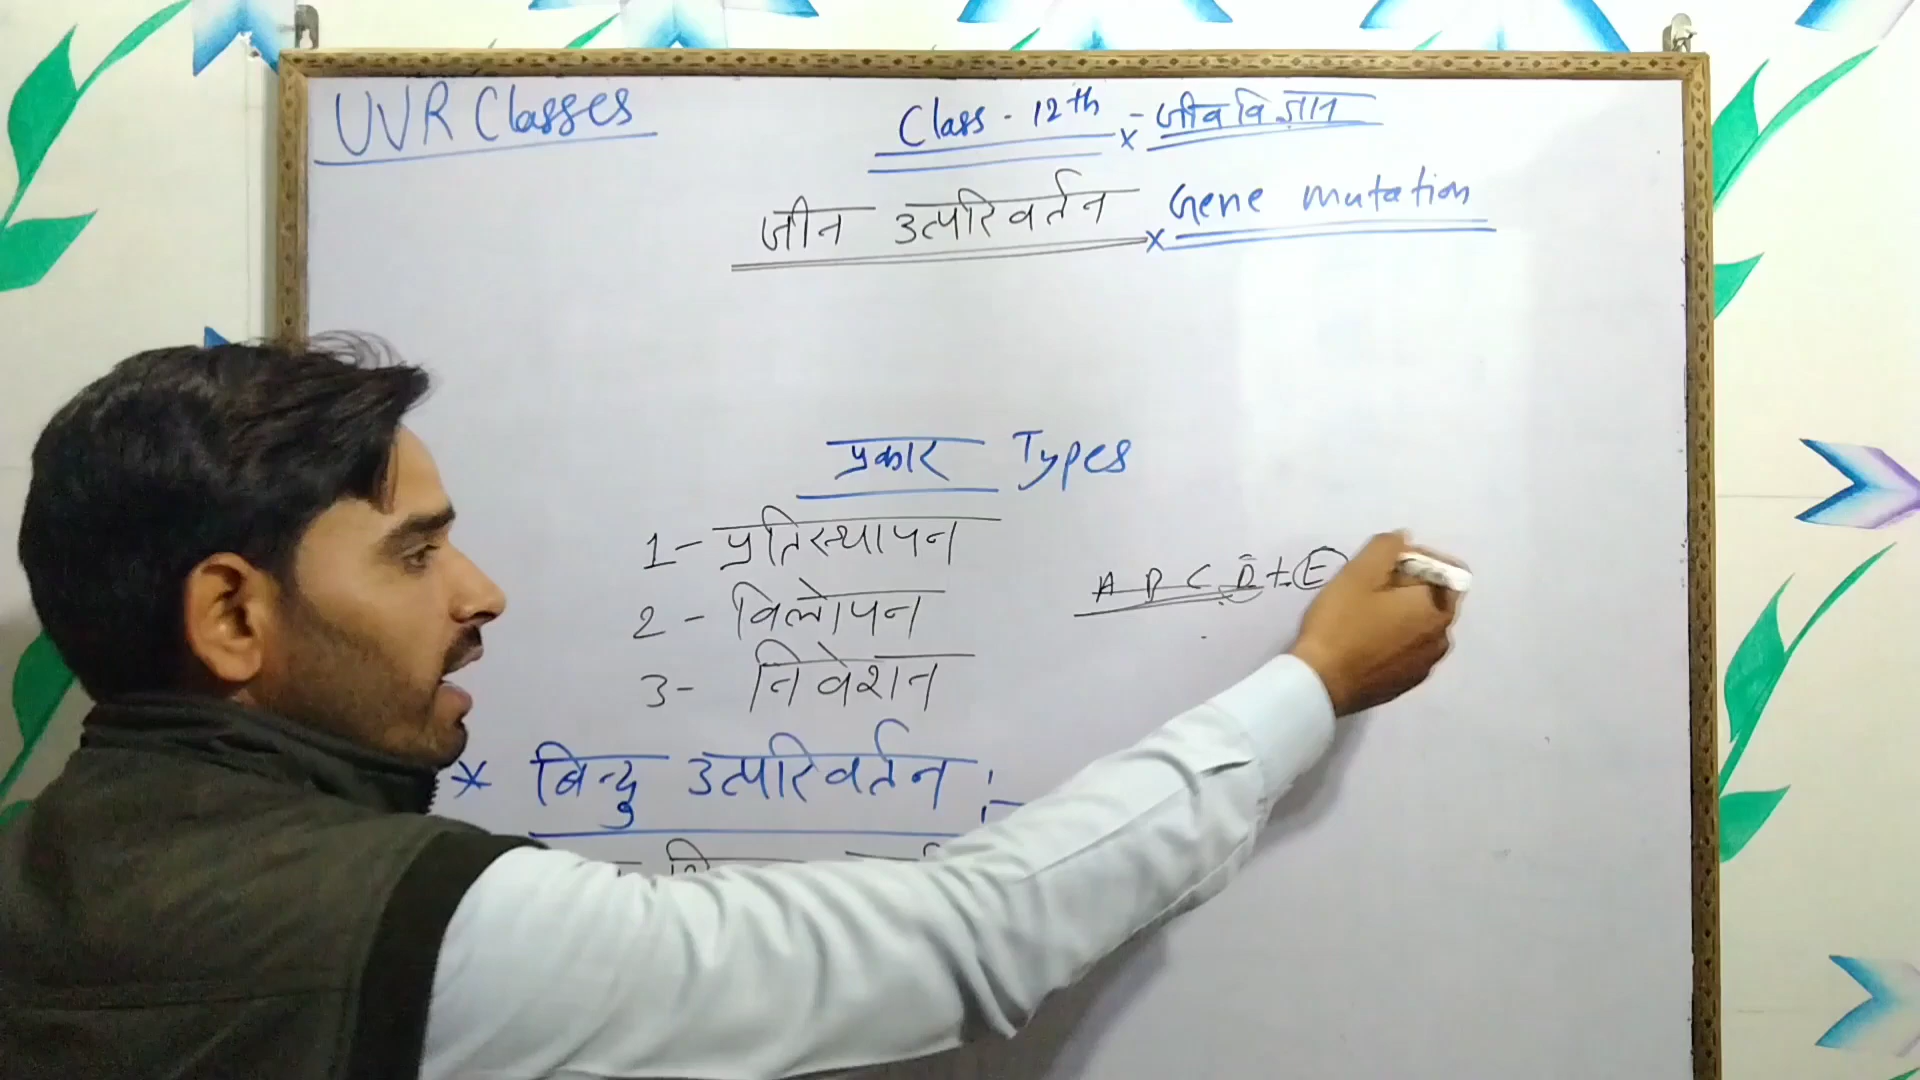 UVR Classes
Class - 12th - जीव विज्ञान
जीन उत्परिवर्तन × Gene mutation
प्रकार Types
1- प्रतिस्थापन
A B C D + E
2 - विलोपन
3- निवेशन
* बिन्दु उत्परिवर्तन :-